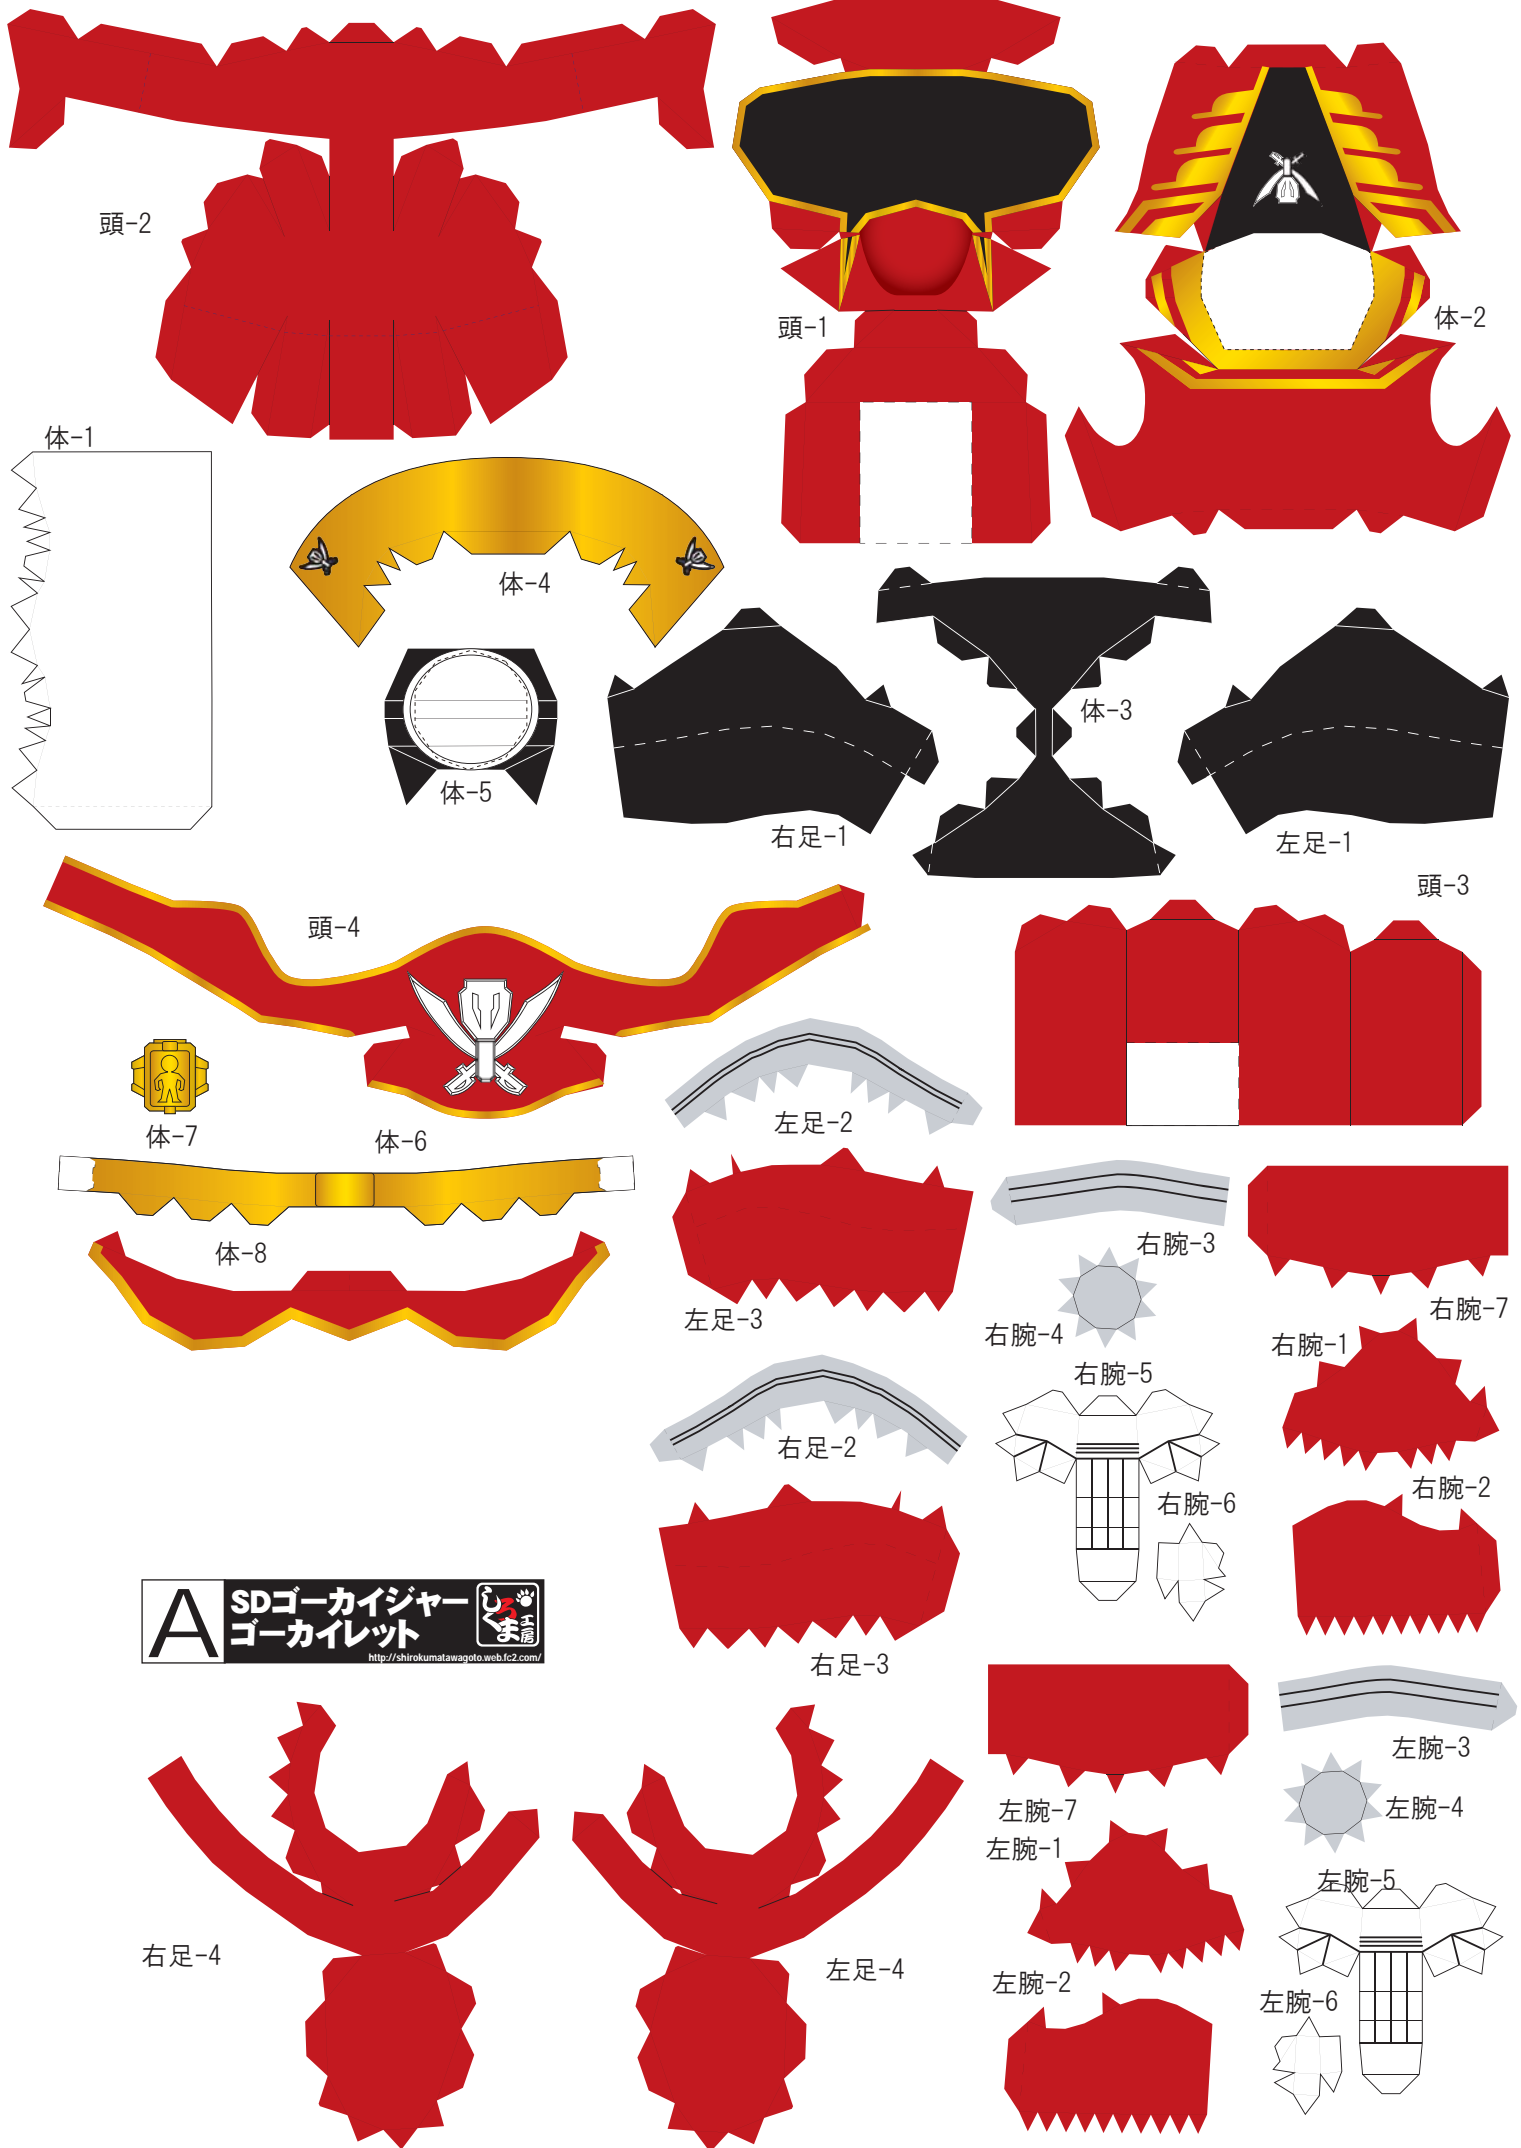 頭-2
頭-1
体-2
体-1
体-4
体-3
体-5
右足-1
左足-1
頭-3
頭-4
左足-2
体-7
体-6
右腕-3
体-8
右腕-7
左足-3
右腕-4
右腕-1
右腕-5
右足-2
右腕-2
右腕-6
A
SDゴーカイジャー
ゴーカイレット
しろくま工房
http://shirokumatawagoto.web.fc2.com/
右足-3
左腕-3
左腕-7
左腕-4
左腕-1
左腕-5
右足-4
左足-4
左腕-2
左腕-6